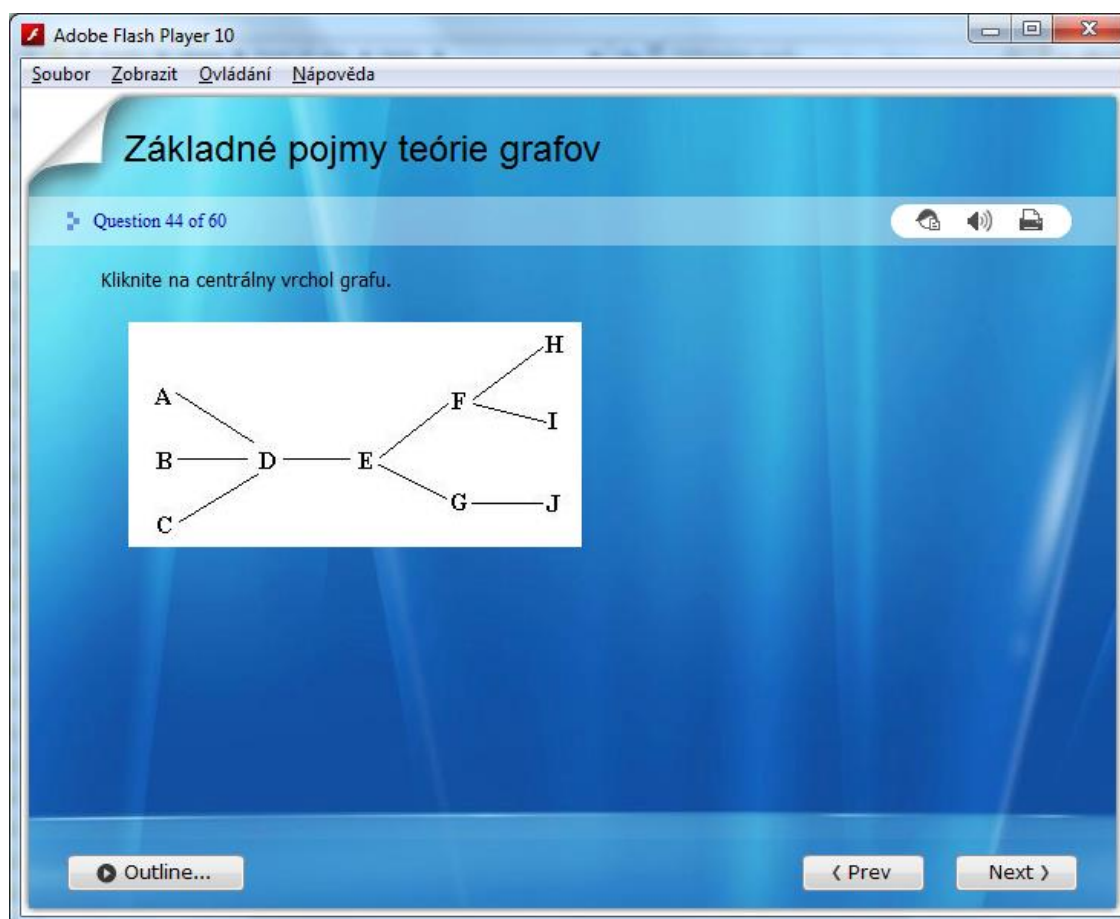 Adobe Flash Player 10
Soubor Zobrazit Ovládání Nápověda
Základné pojmy teórie grafov
Question 44 of 60
Kliknite na centrálny vrchol grafu.
H
A
F
I
B D E
G J
C
Outline...
Prev Next